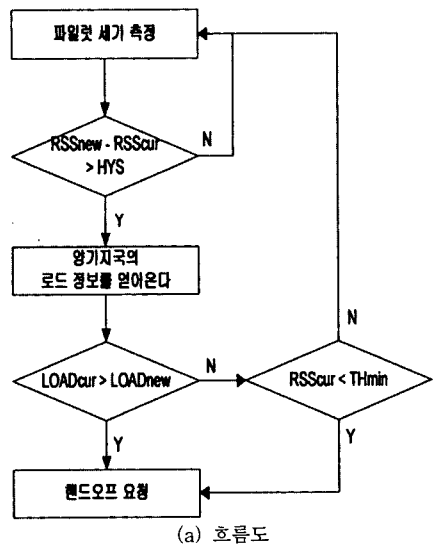 파일럿 세기 측정
RSSnew - RSScur
> HYS
N
Y
양기지국의
로드 정보를 얻어온다
N
LOADcur > LOADnew
N
RSScur < THmin
Y
Y
핸드오프 요청
(a) 흐름도